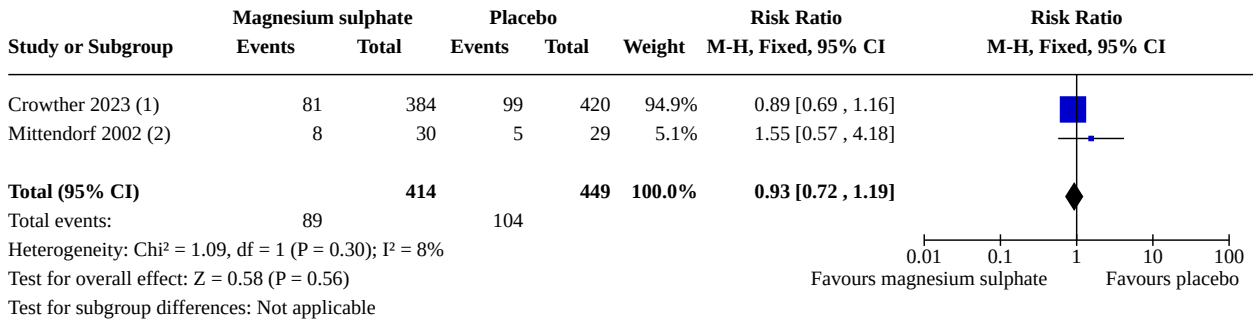 Magnesium sulphate Placebo Risk Ratio Risk Ratio
Study or Subgroup Events Total Events Total Weight M-H, Fixed, 95% CI M-H, Fixed, 95% CI
Crowther 2023 (1) 81 384 99 420 94.9% 0.89 [0.69 , 1.16]
Mittendorf 2002 (2) 8 30 5 29 5.1% 1.55 [0.57 , 4.18]
Total (95% CI) 414 449 100.0% 0.93 [0.72 , 1.19]
Total events: 89 104
Heterogeneity: Chi² = 1.09, df = 1 (P = 0.30); I² = 8%
Test for overall effect: Z = 0.58 (P = 0.56)
Test for subgroup differences: Not applicable
0.01 0.1 1 10 100
Favours magnesium sulphate Favours placebo